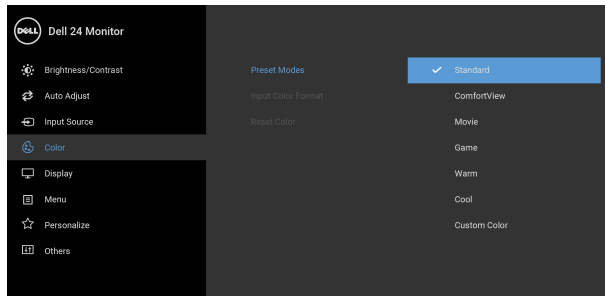 DELL Dell 24 Monitor
Brightness/Contrast
Auto Adjust
Input Source
Color
Display
Menu
Personalize
Others
Preset Modes
Input Color Format
Reset Color
Standard
ComfortView
Movie
Game
Warm
Cool
Custom Color